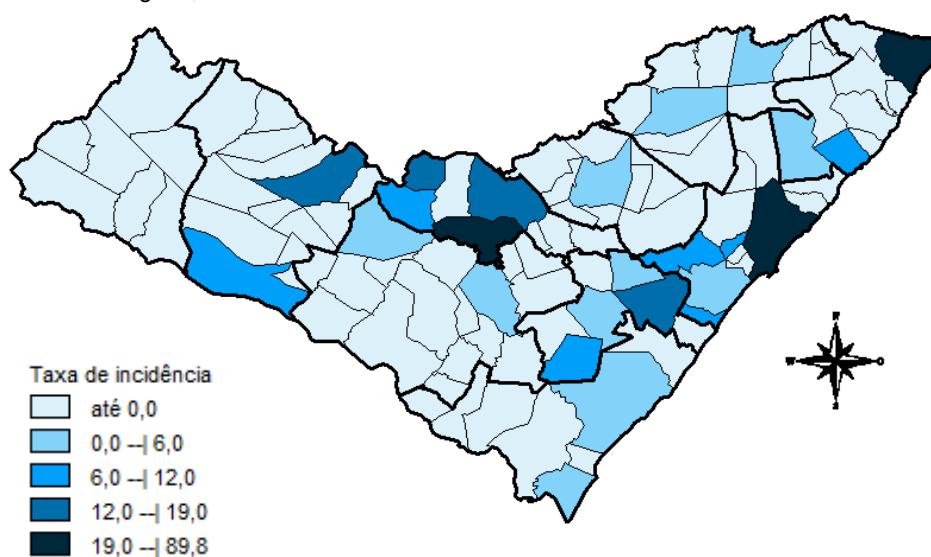 Taxa de incidência
até 0,0
0,0 --| 6,0
6,0 --| 12,0
12,0 --| 19,0
19,0 --| 89,8
N
W
O
S